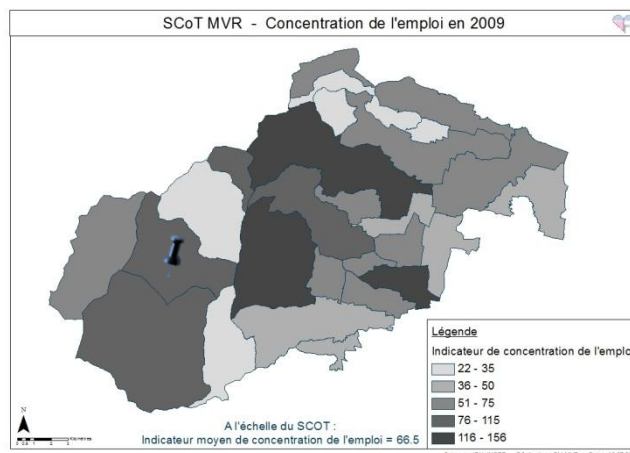 SCoT MVR - Concentration de l'emploi en 2009
Légende
Indicateur de concentration de l'emplo
22 - 35
36 - 50
51 - 75
76 - 115
116 - 156
N
A l'échelle du SCOT :
Indicateur moyen de concentration de l'emploi = 66.5